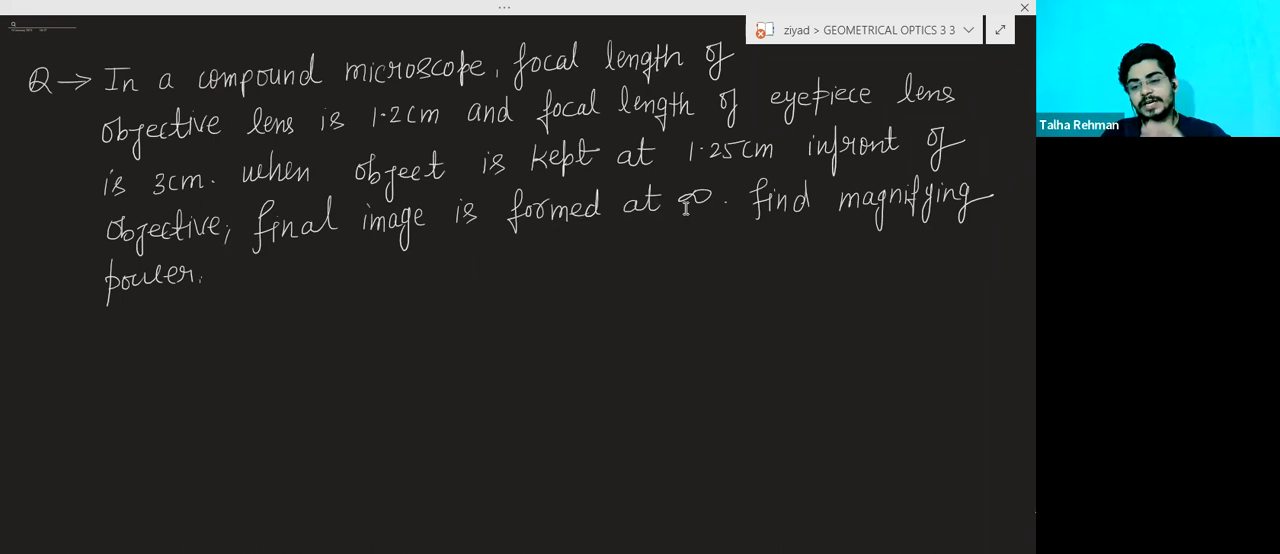 ziyad > GEOMETRICAL OPTICS 3 3
Q → In a compound microscope, focal length of
objective lens is 1.2cm and focal length of eyepiece lens
is 3cm. when object is kept at 1.25cm infront of
objective, final image is formed at ∞. find magnifying
power.
Talha Rehman